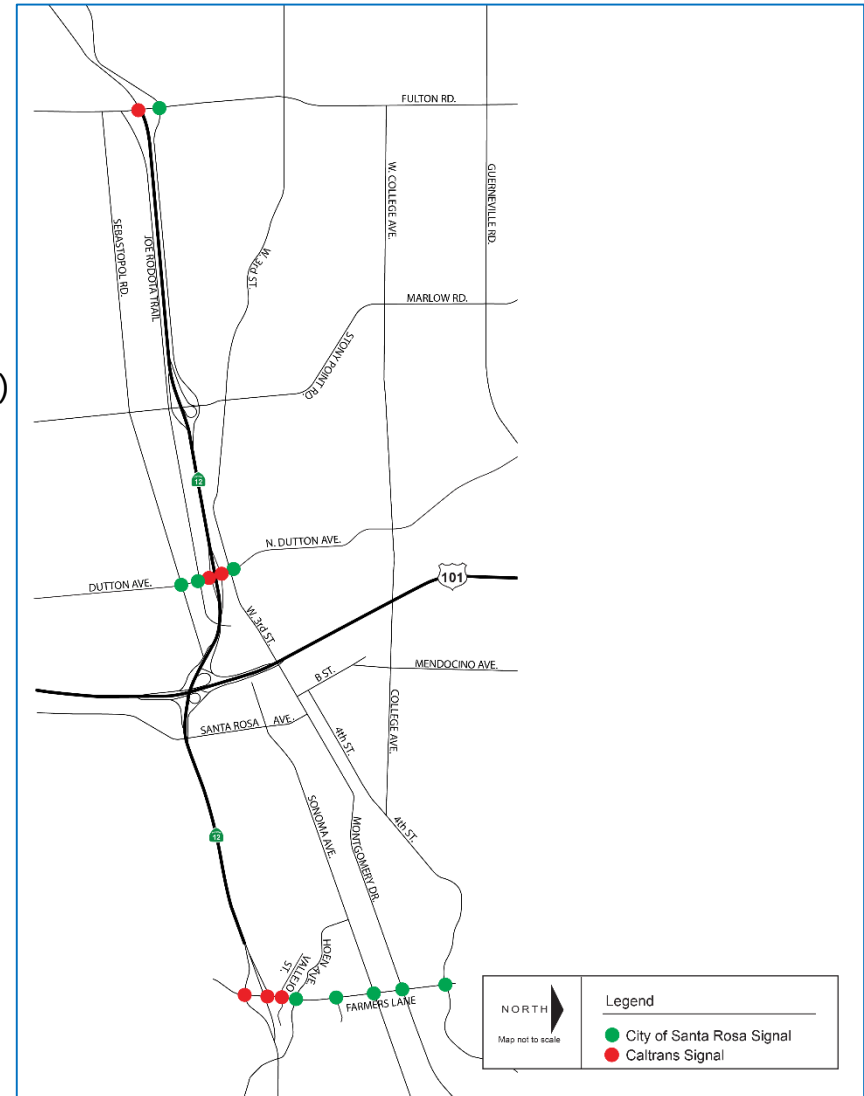 )
FULTON RD.
W. COLLEGE AVE.
GUERNEVILLE RD.
SEBASTOPOL RD.
JOE RODOTA TRAIL
W. 3rd ST.
MARLOW RD.
STONY POINT RD.
12
N. DUTTON AVE.
DUTTON AVE.
101
W. 3rd ST.
B ST.
MENDOCINO AVE.
SANTA ROSA AVE.
4th ST.
COLLEGE AVE.
SONOMA AVE.
MONTGOMERY DR.
4th ST.
12
HOEN AVE
VALLEJO
ST.
FARMERS LANE
NORTH
Map not to scale
Legend
City of Santa Rosa Signal
Caltrans Signal